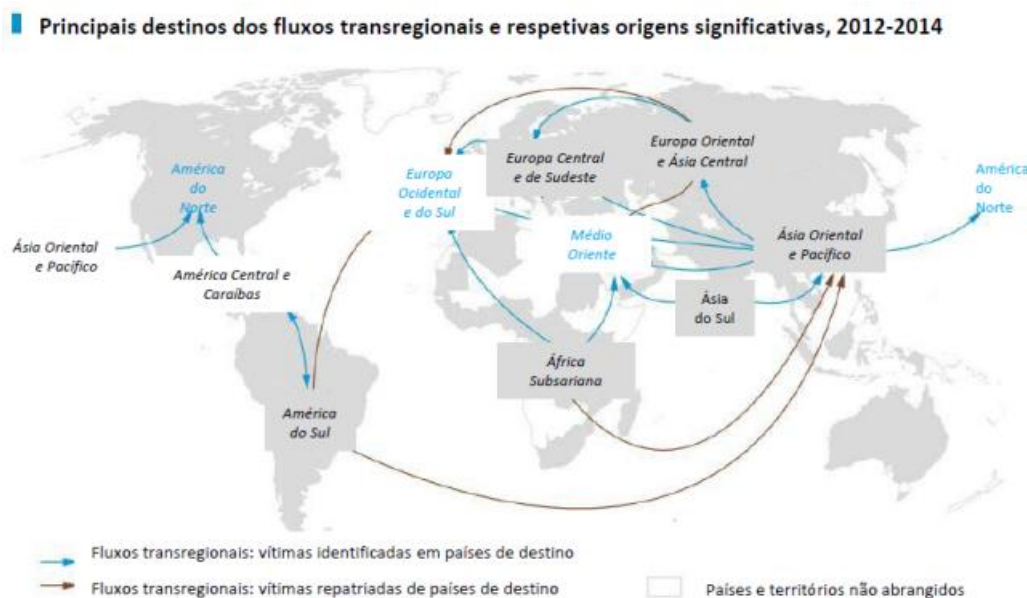 Principais destinos dos fluxos transregionais e respetivas origens significativas, 2012-2014
América
do
Norte
Ásia Oriental
e Pacífico
América Central e
Caraíbas
América
do Sul
Europa
Ocidental
e do Sul
Europa Central
e de Sudeste
Europa Oriental
e Ásia Central
Médio
Oriente
Ásia
do Sul
África
Subsariana
Ásia Oriental
e Pacífico
América
do
Norte
Fluxos transregionais: vítimas identificadas em países de destino
Fluxos transregionais: vítimas repatriadas de países de destino
Países e territórios não abrangidos